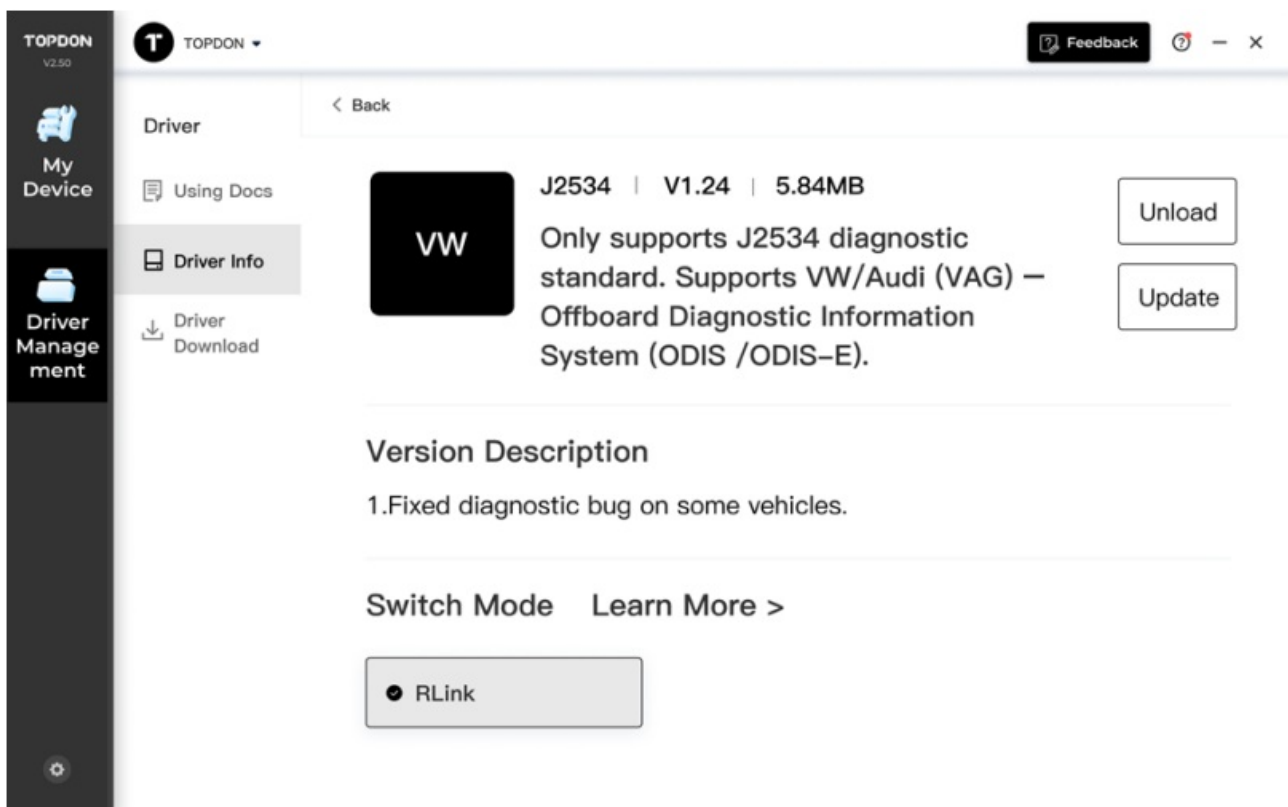 TOPDON
V2.50
My
Device
Driver
Manage
ment
T
TOPDON
Feedback
Driver
Using Docs
Driver Info
Driver
Download
< Back
VW
J2534 | V1.24 | 5.84MB
Only supports J2534 diagnostic
standard. Supports VW/Audi (VAG) —
Offboard Diagnostic Information
System (ODIS /ODIS–E).
Unload
Update
Version Description
1.Fixed diagnostic bug on some vehicles.
Switch Mode Learn More >
RLink